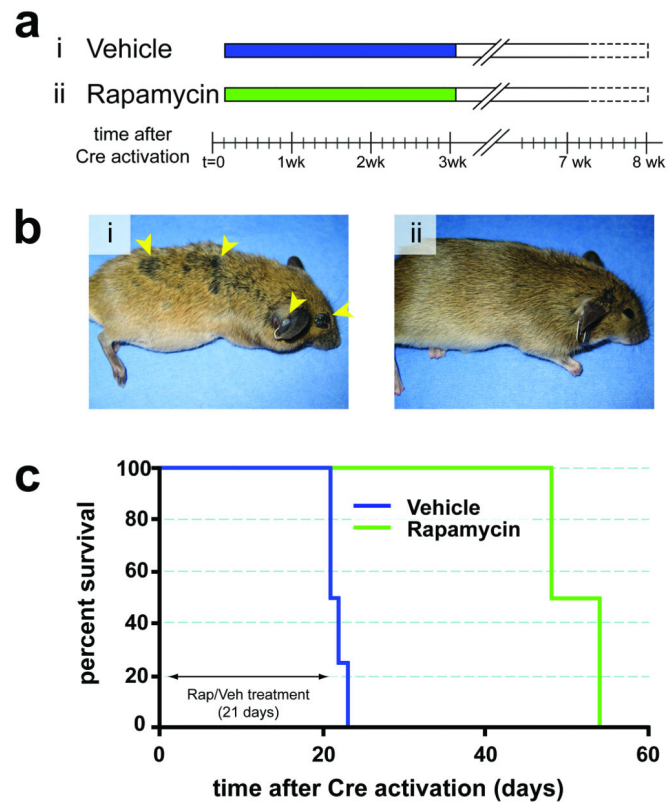 a
i Vehicle
ii Rapamycin
time after
Cre activation
t=0 1wk 2wk 3wk 7 wk 8 wk
b
i ii
c
100
80
60
40
20
0
percent survival
Vehicle
Rapamycin
Rap/Veh treatment
(21 days)
0 20 40 60
time after Cre activation (days)